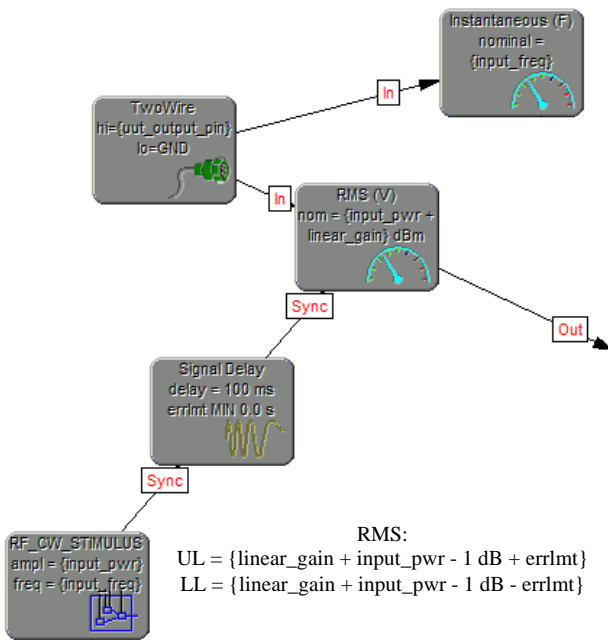 Instantaneous (F)
nominal =
{input_freq}
In
TwoWire
hi={uut_output_pin}
lo=GND
In
RMS (V)
nom = {input_pwr +
linear_gain} dBm
Sync
Out
Signal Delay
delay = 100 ms
errlmt MIN 0.0 s
Sync
RF_CW_STIMULUS
ampl = {input_pwr}
freq = {input_freq}
RMS:
UL = {linear_gain + input_pwr - 1 dB + errlmt}
LL = {linear_gain + input_pwr - 1 dB - errlmt}